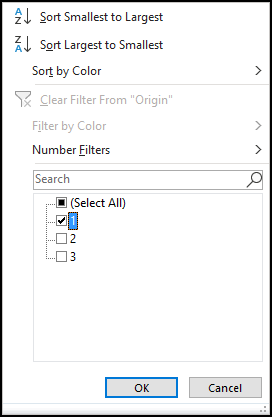 Sort Smallest to Largest
Sort Largest to Smallest
Sort by Color
Clear Filter From "Origin"
Filter by Color
Number Filters
Search
(Select All)
1
2
3
OK Cancel